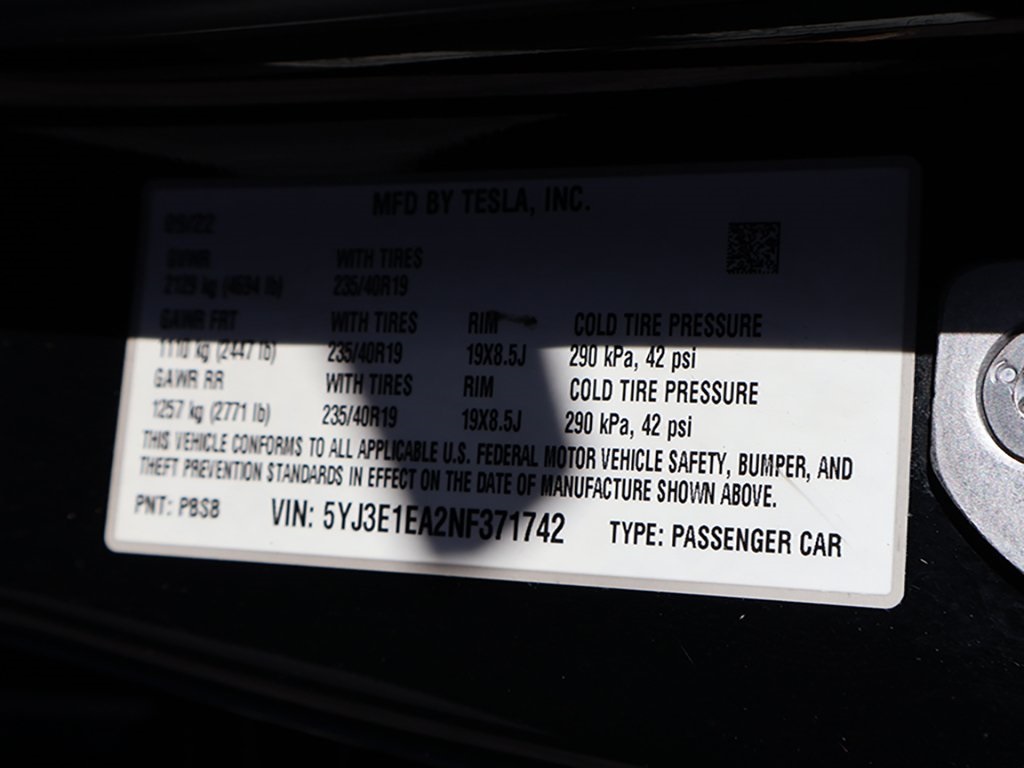 MFD BY TESLA, INC.
09/22
GVWR WITH TIRES
2129 kg (4694 lb) 235/40R19
GAWR FRT WITH TIRES RIM COLD TIRE PRESSURE
1110 kg (2447 lb) 235/40R19 19X8.5J 290 kPa, 42 psi
GAWR RR WITH TIRES RIM COLD TIRE PRESSURE
1257 kg (2771 lb) 235/40R19 19X8.5J 290 kPa, 42 psi
THIS VEHICLE CONFORMS TO ALL APPLICABLE U.S. FEDERAL MOTOR VEHICLE SAFETY, BUMPER, AND
THEFT PREVENTION STANDARDS IN EFFECT ON THE DATE OF MANUFACTURE SHOWN ABOVE.
PNT: PBSB VIN: 5YJ3E1EA2NF371742 TYPE: PASSENGER CAR